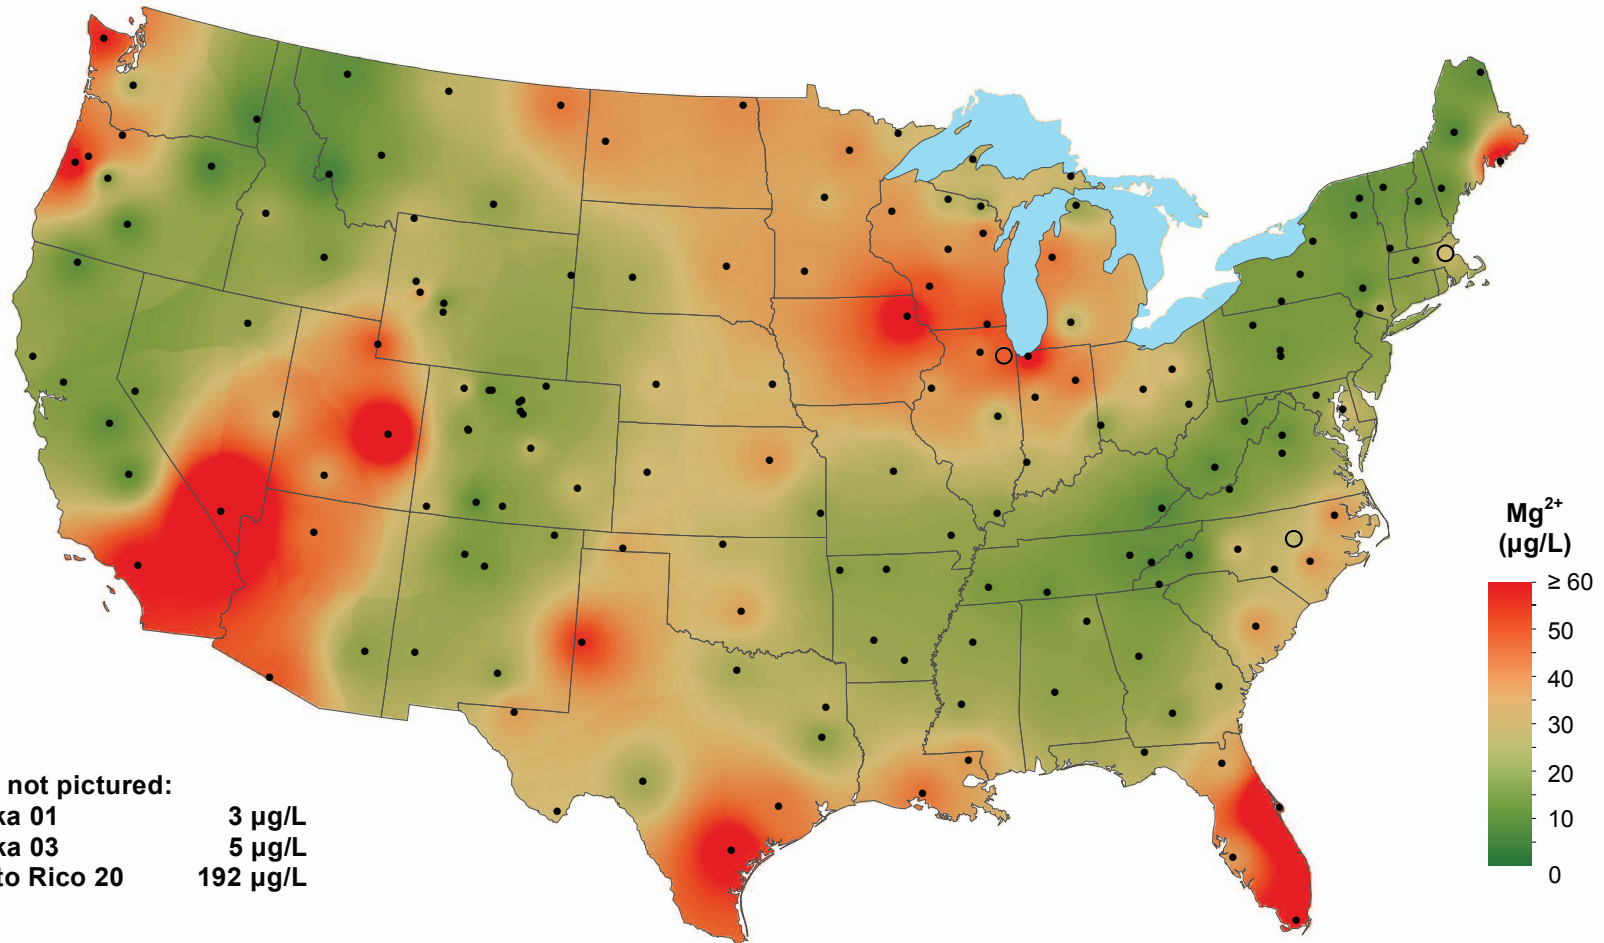 not pictured:
ka 01 3 µg/L
ka 03 5 µg/L
to Rico 20 192 µg/L
Mg2+
(µg/L)
≥ 60
50
40
30
20
10
0